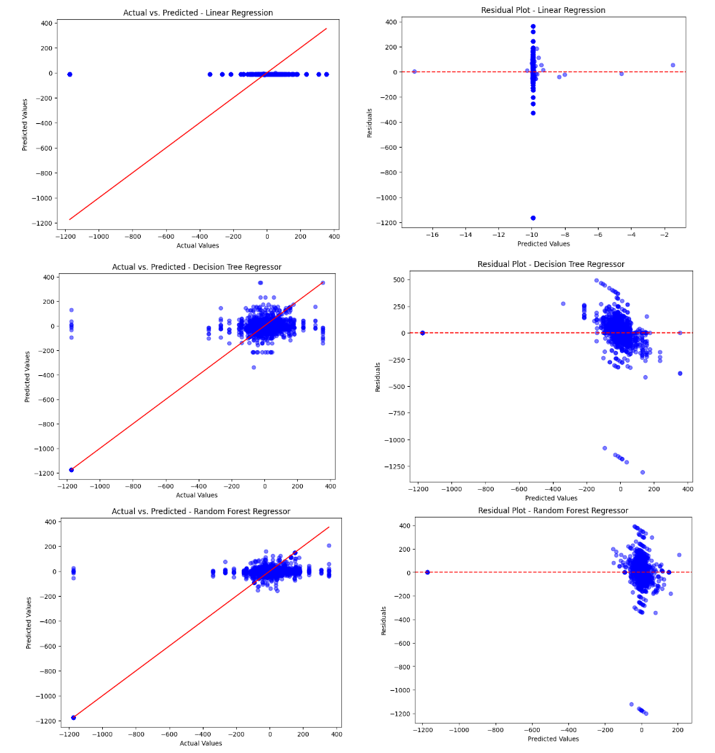 Actual vs. Predicted - Linear Regression
400
200
0
−200
−400
−600
−800
−1000
−1200
Predicted Values
−1200 −1000 −800 −600 −400 −200 0 200 400
Actual Values
Residual Plot - Linear Regression
400
200
0
−200
−400
−600
−800
−1000
−1200
Residuals
−16 −14 −12 −10 −8 −6 −4 −2
Predicted Values
Actual vs. Predicted - Decision Tree Regressor
400
200
0
−200
−400
−600
−800
−1000
−1200
Predicted Values
−1200 −1000 −800 −600 −400 −200 0 200 400
Actual Values
Residual Plot - Decision Tree Regressor
500
250
0
−250
−500
−750
−1000
−1250
Residuals
−1200 −1000 −800 −600 −400 −200 0 200 400
Predicted Values
Actual vs. Predicted - Random Forest Regressor
400
200
0
−200
−400
−600
−800
−1000
−1200
Predicted Values
−1200 −1000 −800 −600 −400 −200 0 200 400
Actual Values
Residual Plot - Random Forest Regressor
400
200
0
−200
−400
−600
−800
−1000
−1200
Residuals
−1200 −1000 −800 −600 −400 −200 0 200
Predicted Values